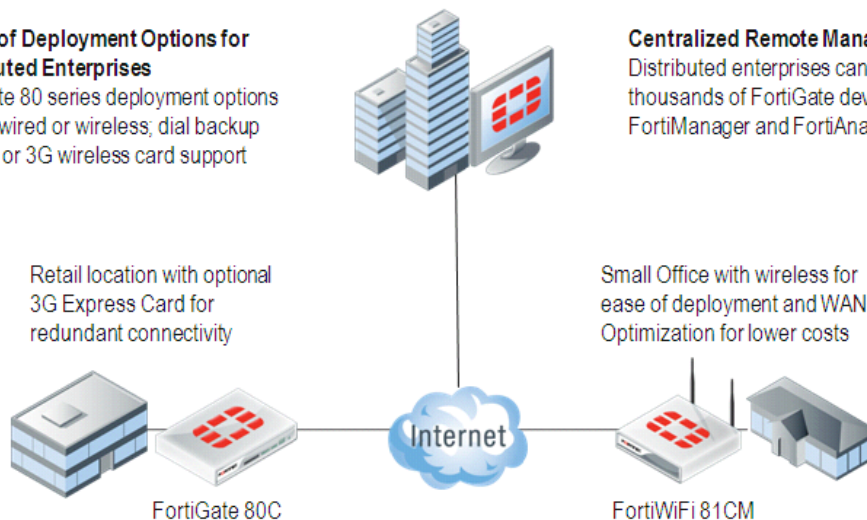 of Deployment Options for
uted Enterprises
te 80 series deployment options
wired or wireless; dial backup
or 3G wireless card support
Centralized Remote Mana
Distributed enterprises can
thousands of FortiGate dev
FortiManager and FortiAna
Retail location with optional
3G Express Card for
redundant connectivity
Small Office with wireless for
ease of deployment and WAN
Optimization for lower costs
Internet
FortiGate 80C
FortiWiFi 81CM